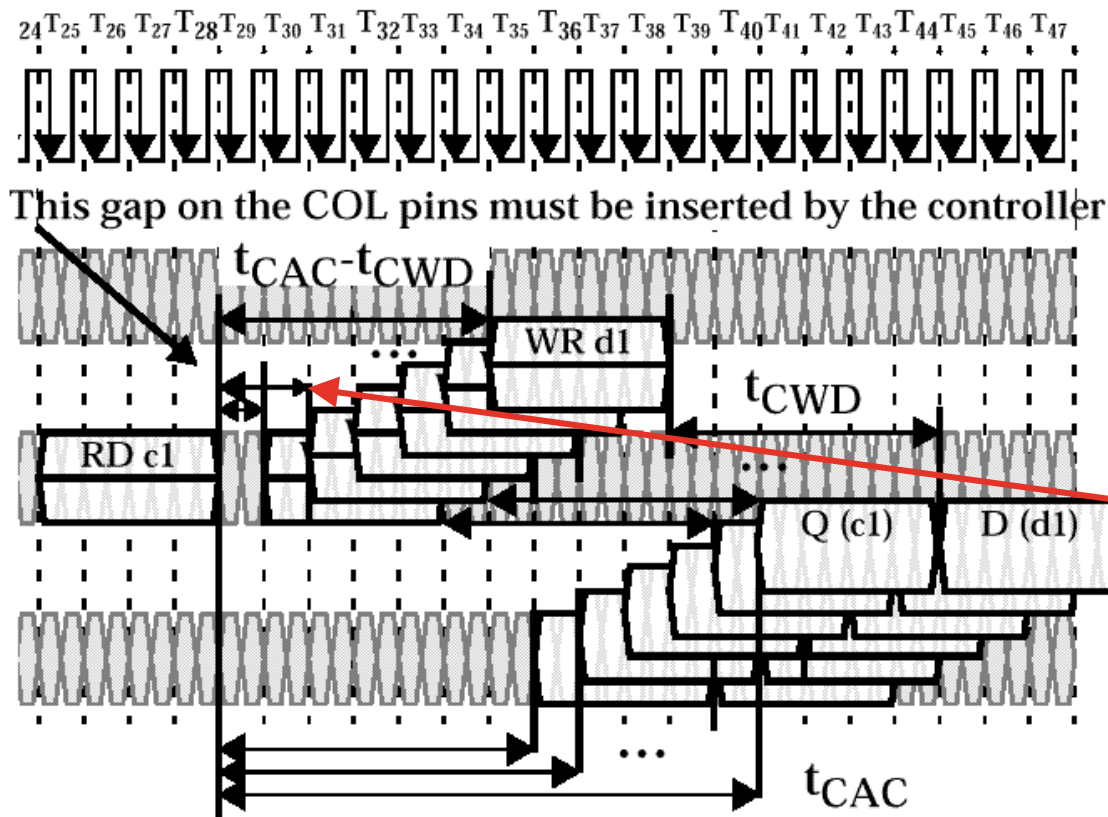 24 T25 T26 T27 T28 T29 T30 T31 T32 T33 T34 T35 T36 T37 T38 T39 T40 T41 T42 T43 T44 T45 T46 T47
This gap on the COL pins must be inserted by the controller
tCAC-tCWD
...
WR d1
tCWD
RD c1
...
Q (c1) D (d1)
...
tCAC